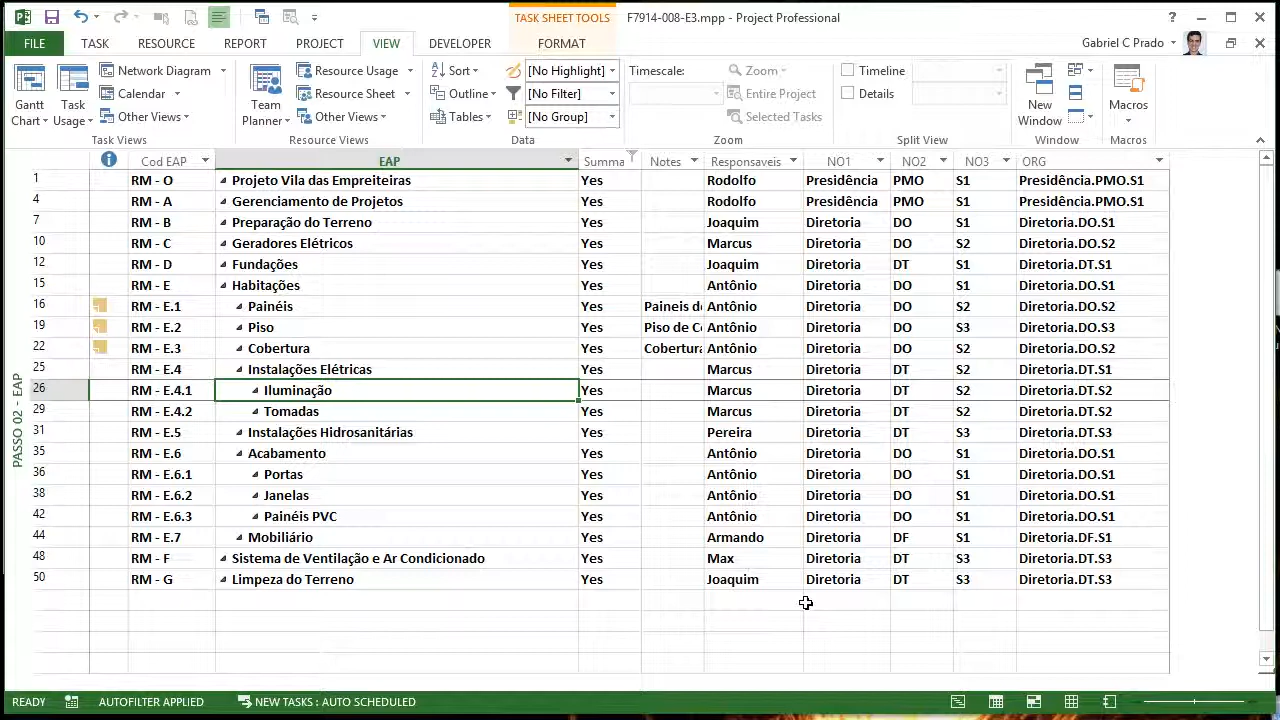 TASK SHEET TOOLS F7914-008-E3.mpp - Project Professional
FILE TASK RESOURCE REPORT PROJECT VIEW DEVELOPER FORMAT Gabriel C Prado
Network Diagram Resource Usage Sort [No Highlight] Timescale: Zoom Timeline
Calendar Resource Sheet Outline [No Filter] Entire Project Details
Gantt Chart Task Usage Team Planner New Window Macros
Other Views Other Views Tables [No Group] Selected Tasks
Task Views Resource Views Data Zoom Split View Window Macros
Cod EAP EAP Summa Notes Responsaveis NO1 NO2 NO3 ORG
1 RM - O Projeto Vila das Empreiteiras Yes Rodolfo Presidência PMO S1 Presidência.PMO.S1
4 RM - A Gerenciamento de Projetos Yes Rodolfo Presidência PMO S1 Presidência.PMO.S1
7 RM - B Preparação do Terreno Yes Joaquim Diretoria DO S1 Diretoria.DO.S1
10 RM - C Geradores Elétricos Yes Marcus Diretoria DO S2 Diretoria.DO.S2
12 RM - D Fundações Yes Joaquim Diretoria DT S1 Diretoria.DT.S1
15 RM - E Habitações Yes Antônio Diretoria DO S1 Diretoria.DO.S1
16 RM - E.1 Painéis Yes Paineis de Antônio Diretoria DO S2 Diretoria.DO.S2
19 RM - E.2 Piso Yes Piso de Antônio Diretoria DO S3 Diretoria.DO.S3
22 RM - E.3 Cobertura Yes Cobertura Antônio Diretoria DO S2 Diretoria.DO.S2
25 RM - E.4 Instalações Elétricas Yes Marcus Diretoria DT S2 Diretoria.DT.S1
26 RM - E.4.1 Iluminação Yes Marcus Diretoria DT S2 Diretoria.DT.S2
29 RM - E.4.2 Tomadas Yes Marcus Diretoria DT S2 Diretoria.DT.S2
31 RM - E.5 Instalações Hidrosanitárias Yes Pereira Diretoria DT S3 Diretoria.DT.S3
35 RM - E.6 Acabamento Yes Antônio Diretoria DO S1 Diretoria.DO.S1
36 RM - E.6.1 Portas Yes Antônio Diretoria DO S1 Diretoria.DO.S1
38 RM - E.6.2 Janelas Yes Antônio Diretoria DO S1 Diretoria.DO.S1
42 RM - E.6.3 Painéis PVC Yes Antônio Diretoria DO S1 Diretoria.DO.S1
44 RM - E.7 Mobiliário Yes Armando Diretoria DF S1 Diretoria.DF.S1
48 RM - F Sistema de Ventilação e Ar Condicionado Yes Max Diretoria DT S3 Diretoria.DT.S3
50 RM - G Limpeza do Terreno Yes Joaquim Diretoria DT S3 Diretoria.DT.S3
PASSO 02 - EAP
READY AUTOFILTER APPLIED NEW TASKS : AUTO SCHEDULED